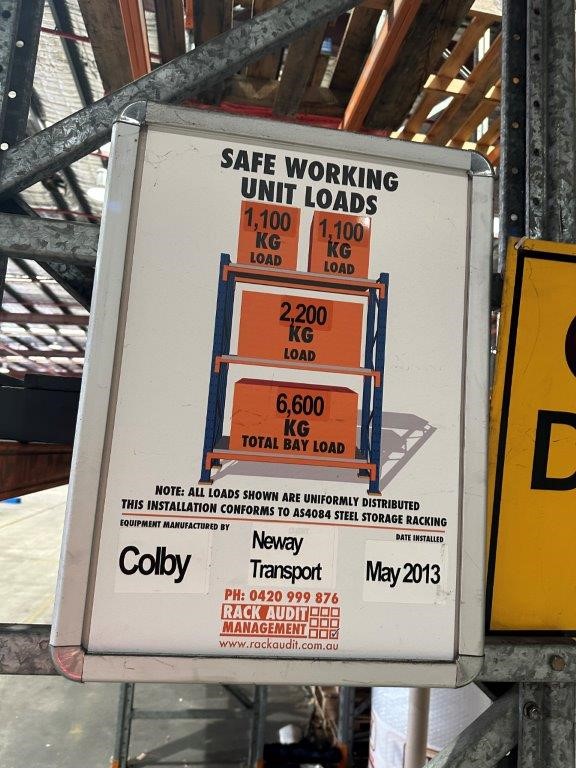 SAFE WORKING
UNIT LOADS
1,100 KG LOAD
1,100 KG LOAD
2,200
KG
LOAD
6,600
KG
TOTAL BAY LOAD
NOTE: ALL LOADS SHOWN ARE UNIFORMLY DISTRIBUTED
THIS INSTALLATION CONFORMS TO AS4084 STEEL STORAGE RACKING
EQUIPMENT MANUFACTURED BY
DATE INSTALLED
Colby
Neway
Transport
May 2013
PH: 0420 999 876
RACK AUDIT
MANAGEMENT
www.rackaudit.com.au
D